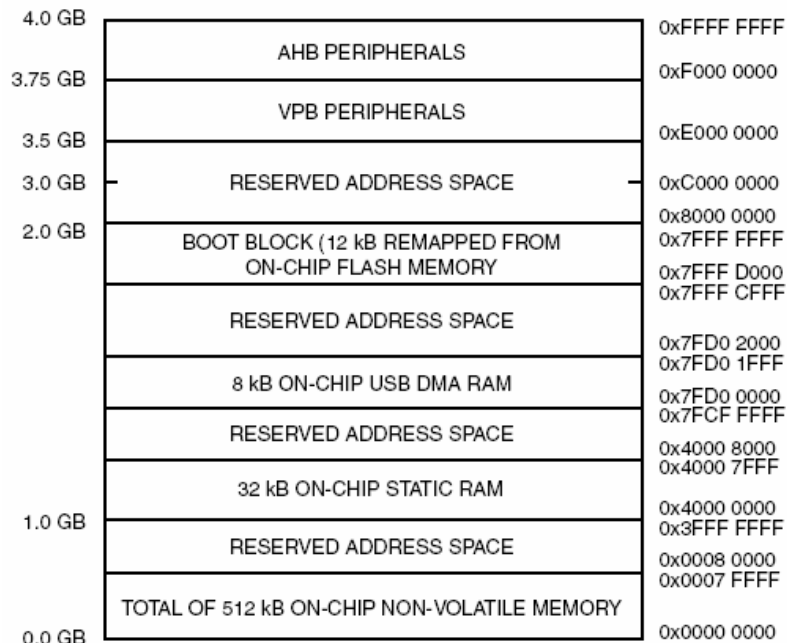 4.0 GB
0xFFFF FFFF
AHB PERIPHERALS
3.75 GB
0xF000 0000
VPB PERIPHERALS
3.5 GB
0xE000 0000
3.0 GB
RESERVED ADDRESS SPACE
0xC000 0000
2.0 GB
0x8000 0000
0x7FFF FFFF
BOOT BLOCK (12 kB REMAPPED FROM
ON-CHIP FLASH MEMORY
0x7FFF D000
0x7FFF CFFF
RESERVED ADDRESS SPACE
0x7FD0 2000
0x7FD0 1FFF
8 kB ON-CHIP USB DMA RAM
0x7FD0 0000
0x7FCF FFFF
RESERVED ADDRESS SPACE
0x4000 8000
0x4000 7FFF
32 kB ON-CHIP STATIC RAM
0x4000 0000
1.0 GB
0x3FFF FFFF
RESERVED ADDRESS SPACE
0x0008 0000
0x0007 FFFF
TOTAL OF 512 kB ON-CHIP NON-VOLATILE MEMORY
0.0 GB
0x0000 0000